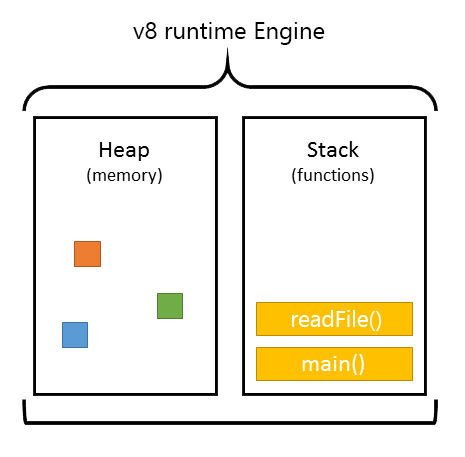 v8 runtime Engine
Heap
(memory)
Stack
(functions)
readFile()
main()